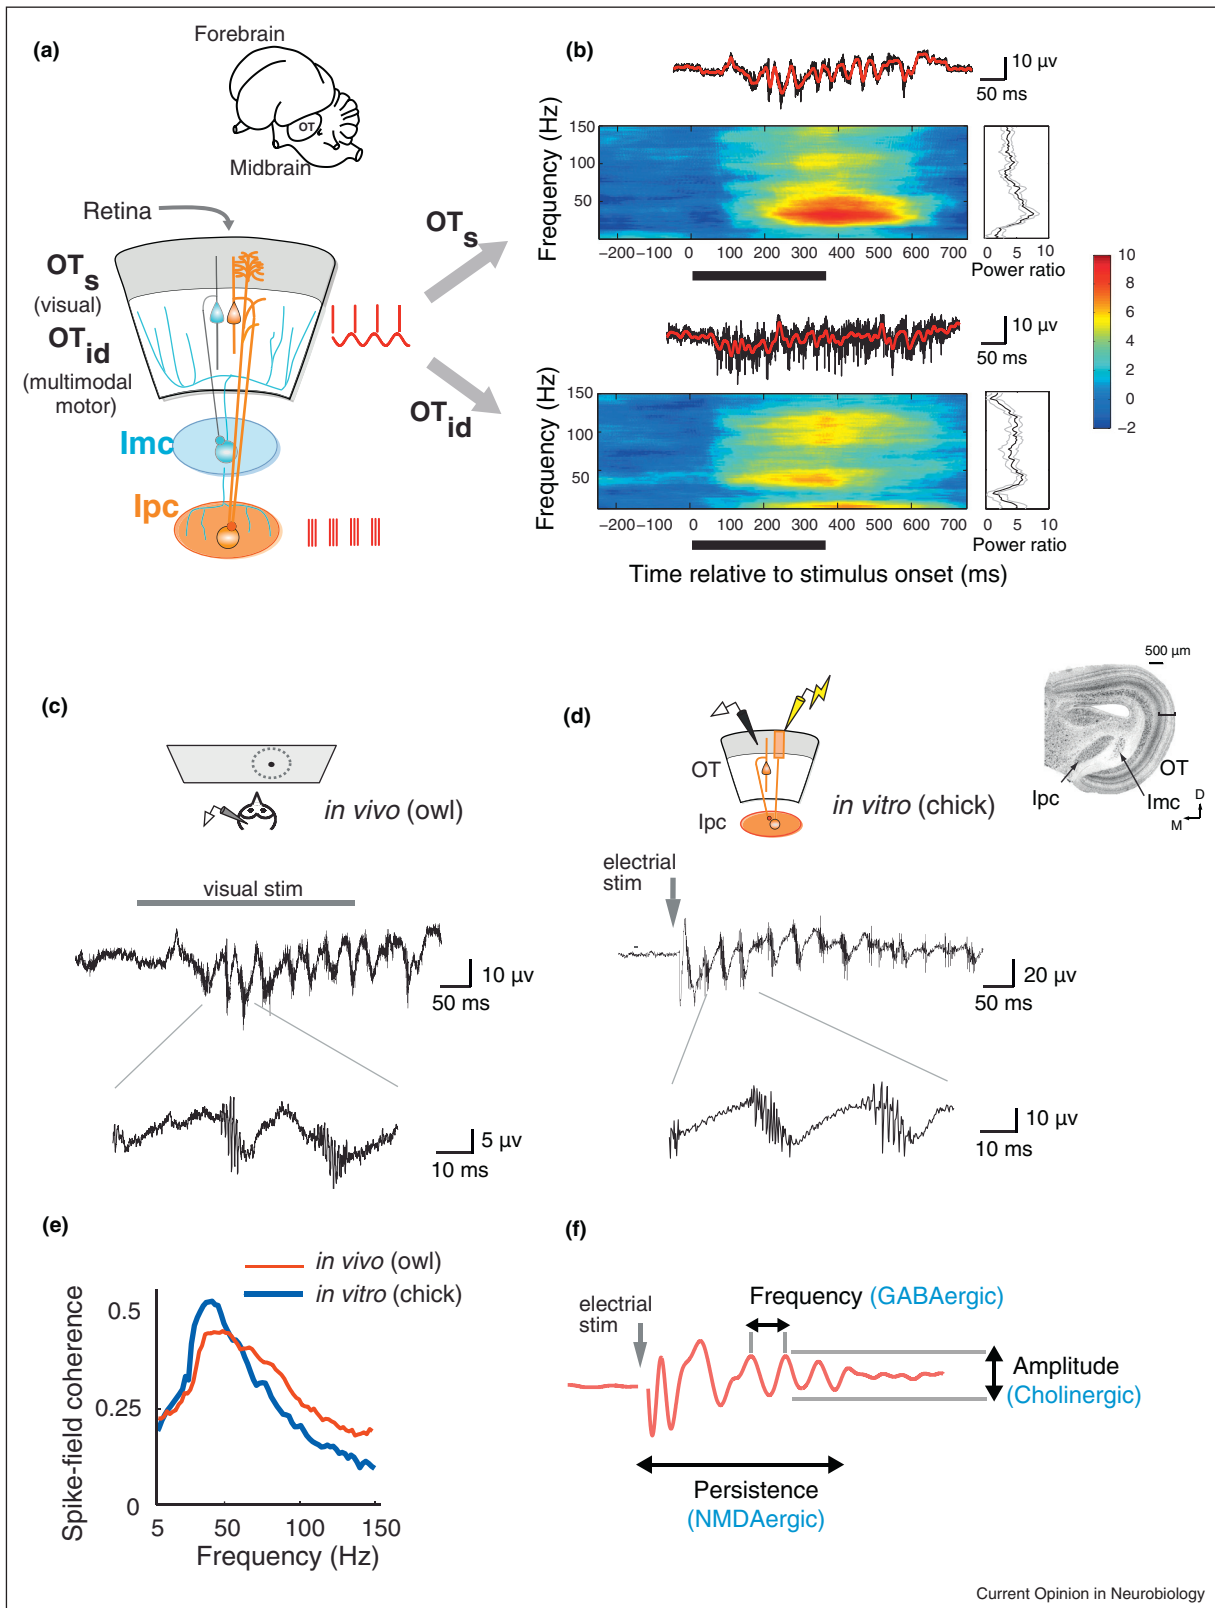 (a)
Forebrain
OT
Midbrain
Retina
OTs
(visual)
OTid
(multimodal
motor)
Imc
Ipc
OTs
OTid
(b)
10 μv
50 ms
Frequency (Hz)
150
100
50
−200 −100 0 100 200 300 400 500 600 700
0 5 10
Power ratio
10 μv
50 ms
Frequency (Hz)
150
100
50
−200 −100 0 100 200 300 400 500 600 700
0 5 10
Power ratio
10
8
6
4
2
0
−2
Time relative to stimulus onset (ms)
(c)
in vivo (owl)
visual stim
10 μv
50 ms
5 μv
10 ms
(d)
OT
Ipc
in vitro (chick)
500 μm
OT
Ipc
Imc
D
M
electrial
stim
20 μv
50 ms
10 μv
10 ms
(e)
in vivo (owl)
in vitro (chick)
Spike-field coherence
0.5
0.25
0
5 50 100 150
Frequency (Hz)
(f)
electrial
stim
Frequency (GABAergic)
Amplitude
(Cholinergic)
Persistence
(NMDAergic)
Current Opinion in Neurobiology